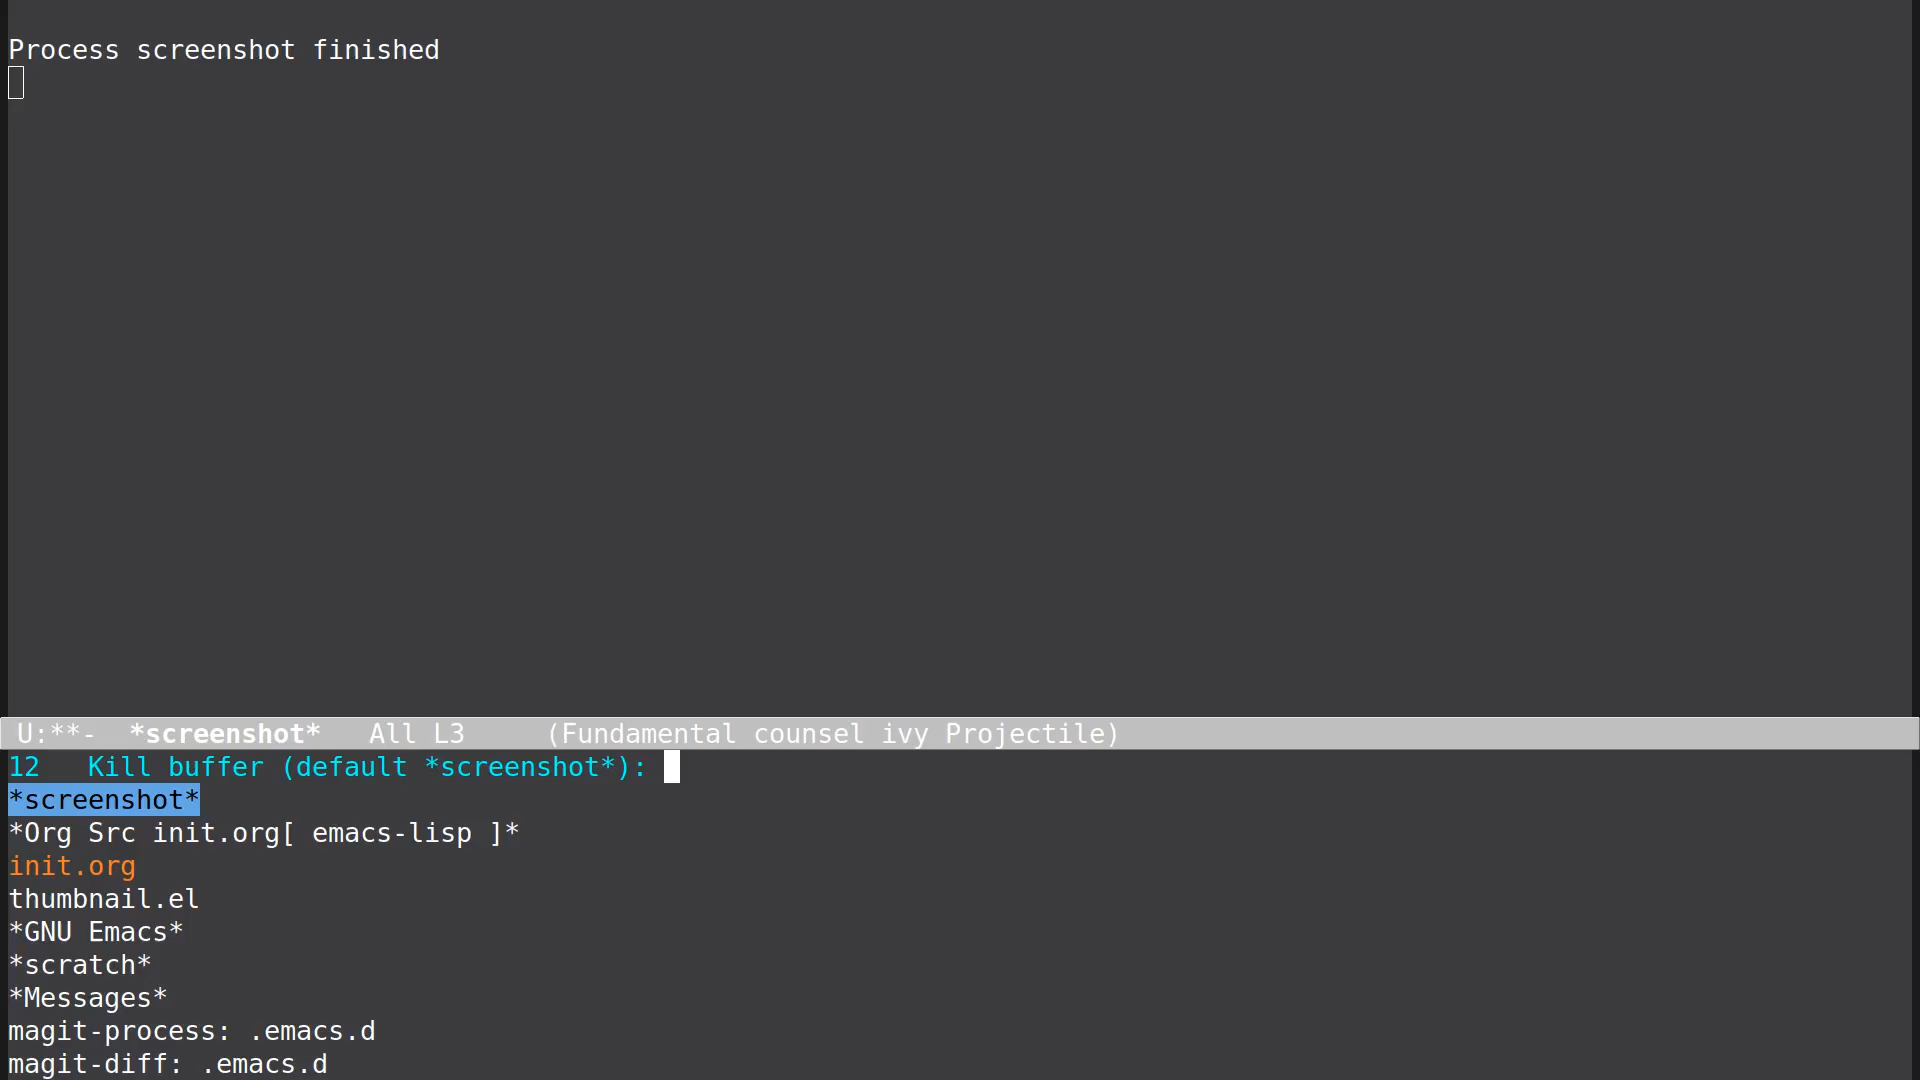 Process screenshot finished
U:**-  *screenshot*   All L3     (Fundamental counsel ivy Projectile)
12   Kill buffer (default *screenshot*):
*screenshot*
*Org Src init.org[ emacs-lisp ]*
init.org
thumbnail.el
*GNU Emacs*
*scratch*
*Messages*
magit-process: .emacs.d
magit-diff: .emacs.d